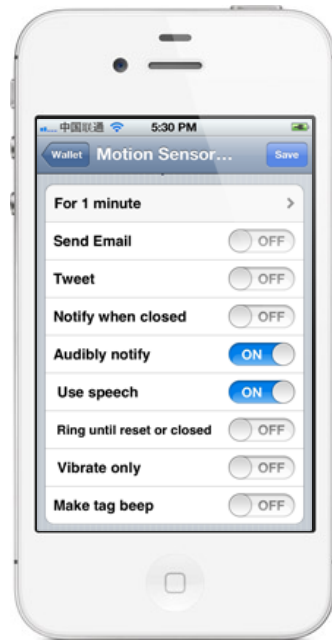 中国联通 5:30 PM
Wallet Motion Sensor... Save
For 1 minute
Send Email OFF
Tweet OFF
Notify when closed OFF
Audibly notify ON
Use speech ON
Ring until reset or closed OFF
Vibrate only OFF
Make tag beep OFF